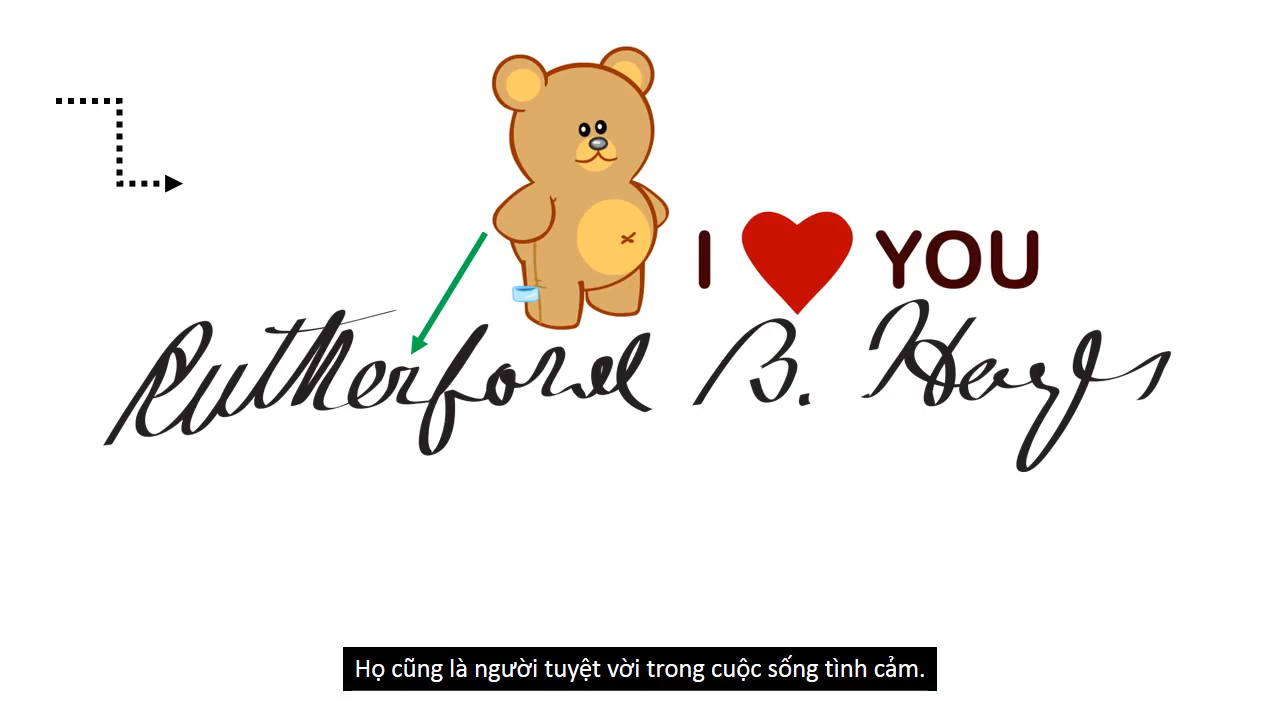 I ❤ YOU
Rutherford B. Hayes
Họ cũng là người tuyệt vời trong cuộc sống tình cảm.